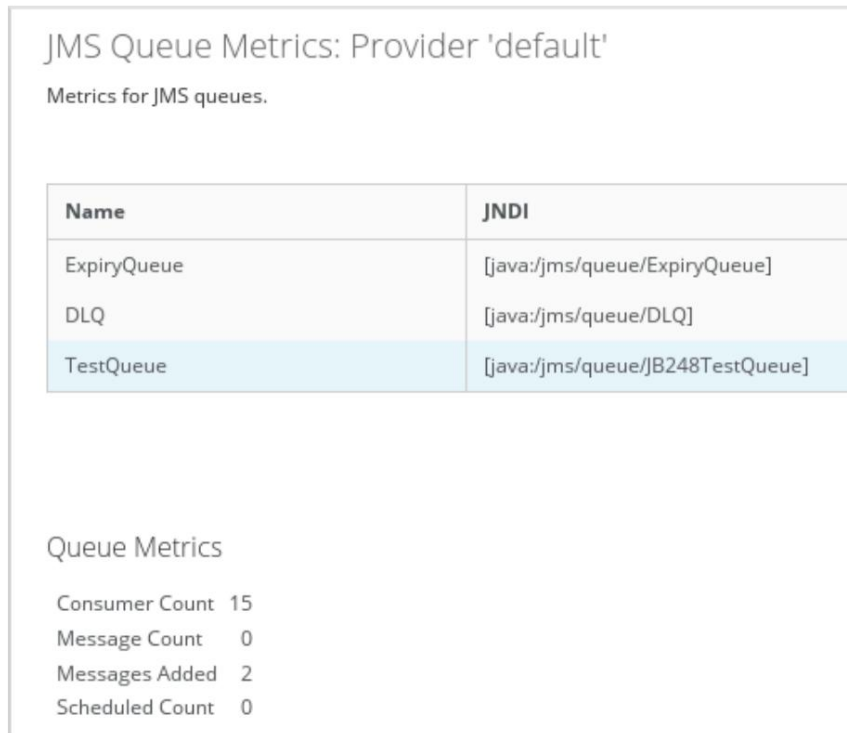 JMS Queue Metrics: Provider 'default'
Metrics for JMS queues.
Name JNDI
ExpiryQueue [java:/jms/queue/ExpiryQueue]
DLQ [java:/jms/queue/DLQ]
TestQueue [java:/jms/queue/JB248TestQueue]
Queue Metrics
Consumer Count 15
Message Count 0
Messages Added 2
Scheduled Count 0